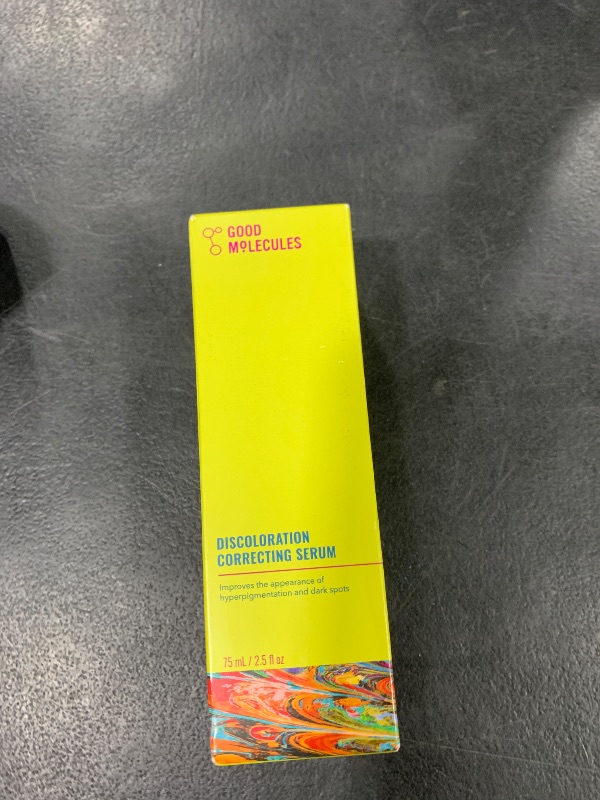 GOOD
MOLECULES
DISCOLORATION
CORRECTING SERUM
Improves the appearance of
hyperpigmentation and dark spots
75 mL / 2.5 fl oz